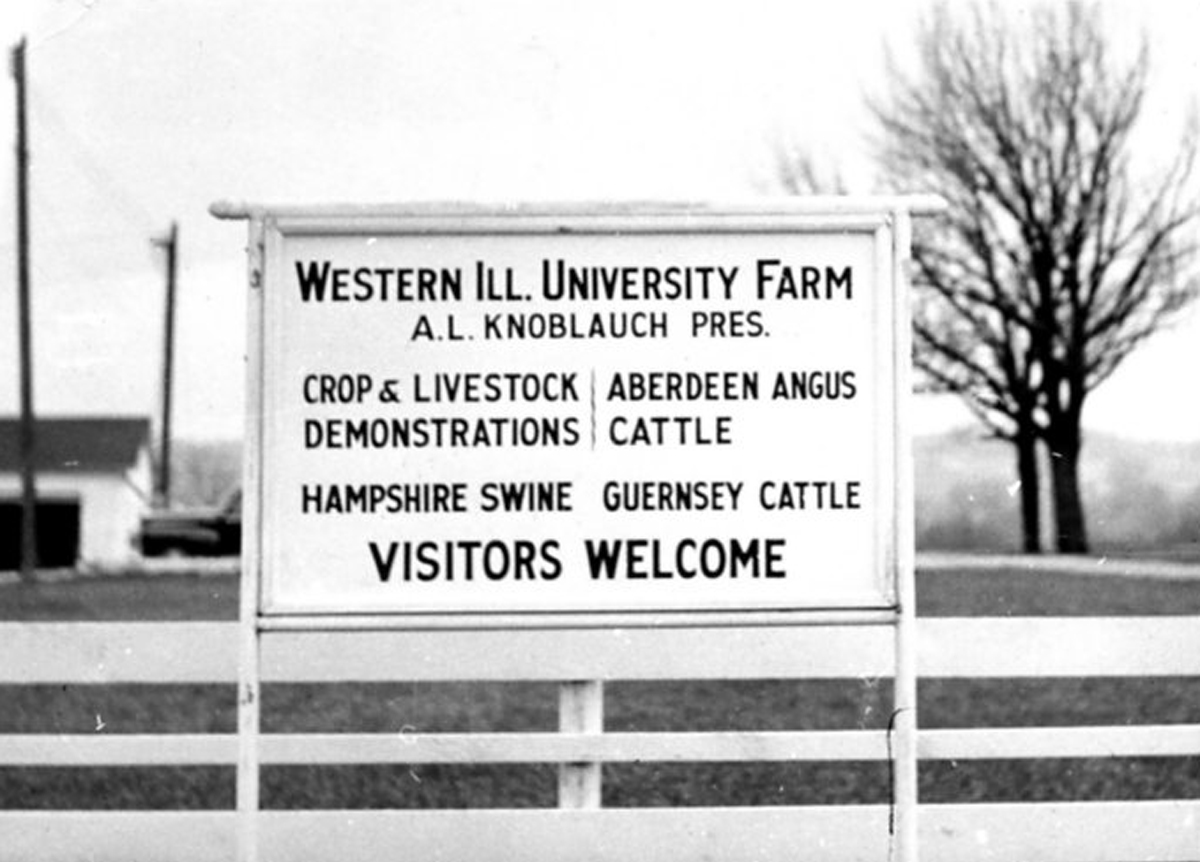 WESTERN ILL. UNIVERSITY FARM
A.L. KNOBLAUCH PRES.
CROP & LIVESTOCK
DEMONSTRATIONS
ABERDEEN ANGUS
CATTLE
HAMPSHIRE SWINE GUERNSEY CATTLE
VISITORS WELCOME